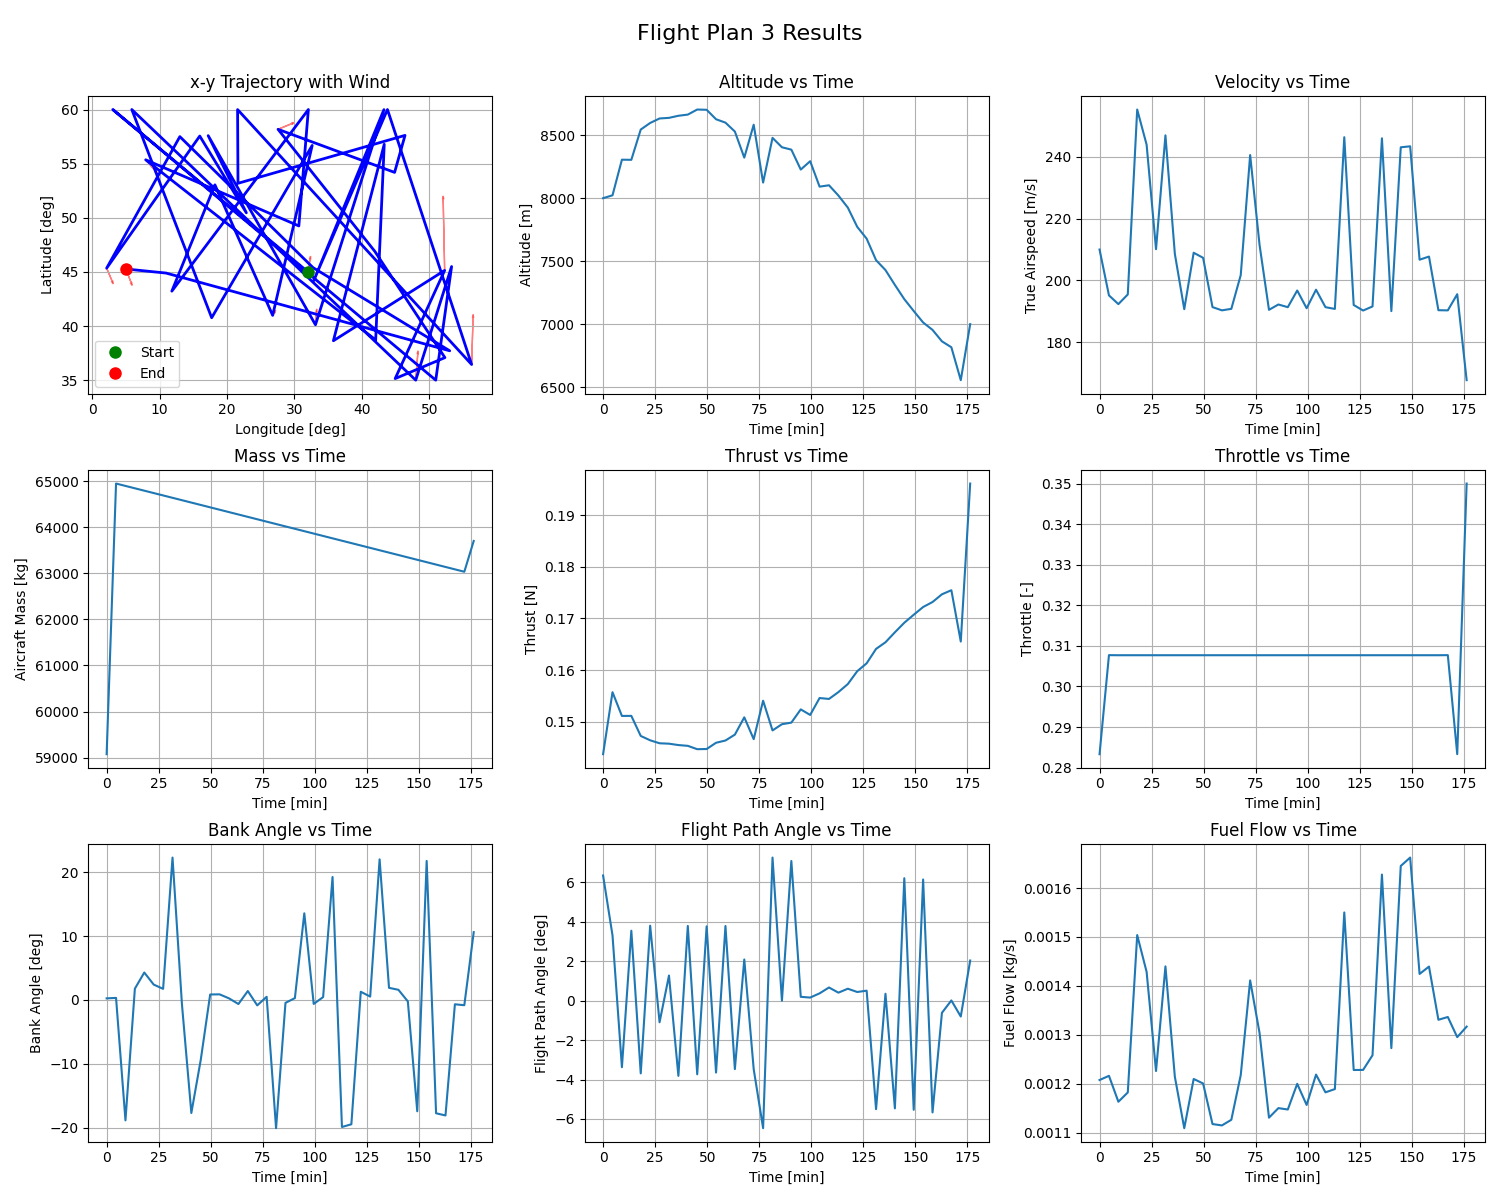 Flight Plan 3 Results
x-y Trajectory with Wind
Latitude [deg]
60
55
50
45
40
35
Start
End
0 10 20 30 40 50
Longitude [deg]
Altitude vs Time
Altitude [m]
8500
8000
7500
7000
6500
0 25 50 75 100 125 150 175
Time [min]
Velocity vs Time
True Airspeed [m/s]
240
220
200
180
0 25 50 75 100 125 150 175
Time [min]
Mass vs Time
Aircraft Mass [kg]
65000
64000
63000
62000
61000
60000
59000
0 25 50 75 100 125 150 175
Time [min]
Thrust vs Time
Thrust [N]
0.19
0.18
0.17
0.16
0.15
0 25 50 75 100 125 150 175
Time [min]
Throttle vs Time
Throttle [-]
0.35
0.34
0.33
0.32
0.31
0.30
0.29
0.28
0 25 50 75 100 125 150 175
Time [min]
Bank Angle vs Time
Bank Angle [deg]
20
10
0
−10
−20
0 25 50 75 100 125 150 175
Time [min]
Flight Path Angle vs Time
Flight Path Angle [deg]
6
4
2
0
−2
−4
−6
0 25 50 75 100 125 150 175
Time [min]
Fuel Flow vs Time
Fuel Flow [kg/s]
0.0016
0.0015
0.0014
0.0013
0.0012
0.0011
0 25 50 75 100 125 150 175
Time [min]